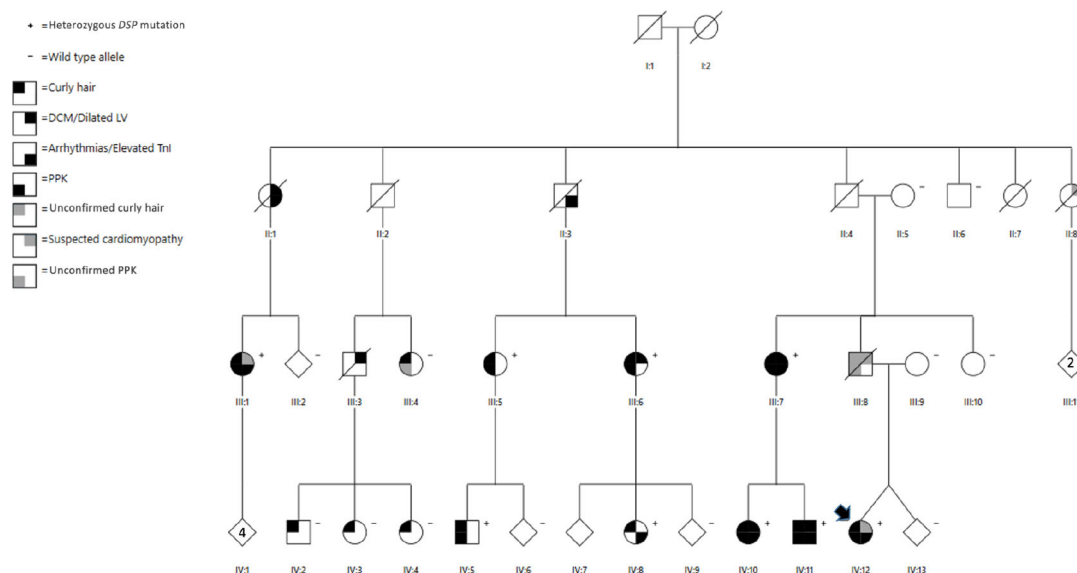 + =Heterozygous DSP mutation
− =Wild type allele
=Curly hair
=DCM/Dilated LV
=Arrhythmias/Elevated TnI
=PPK
=Unconfirmed curly hair
=Suspected cardiomyopathy
=Unconfirmed PPK
I:1 I:2
− −
II:1 II:2 II:3 II:4 II:5 II:6 II:7 II:8
+ − − + + + − − 2
III:1 III:2 III:3 III:4 III:5 III:6 III:7 III:8 III:9 III:10 III:1
4 − − − + − + − + + + −
IV:1 IV:2 IV:3 IV:4 IV:5 IV:6 IV:7 IV:8 IV:9 IV:10 IV:11 IV:12 IV:13